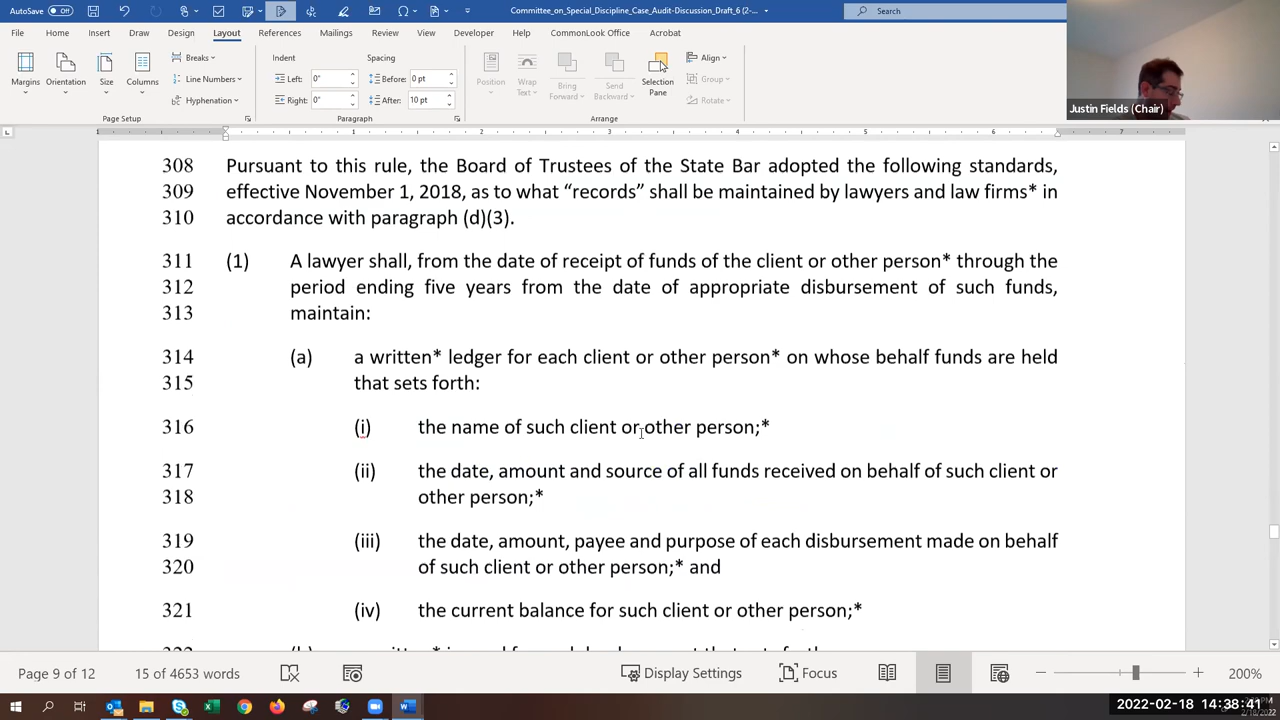 AutoSave Off
Committee_on_Special_Discipline_Case_Audit-Discussion_Draft_6 (2-...
Search
File Home Insert Draw Design Layout References Mailings Review View Developer Help CommonLook Office Acrobat
Margins
Orientation
Size
Columns
Breaks
Line Numbers
Hyphenation
Page Setup
Indent
Left: 0"
Right: 0"
Spacing
Before: 0 pt
After: 10 pt
Paragraph
Position
Wrap Text
Bring Forward
Send Backward
Selection Pane
Align
Group
Rotate
Arrange
Justin Fields (Chair)
1 1 2 3 4 5 6 7
308 Pursuant to this rule, the Board of Trustees of the State Bar adopted the following standards,
309 effective November 1, 2018, as to what “records” shall be maintained by lawyers and law firms* in
310 accordance with paragraph (d)(3).
311 (1) A lawyer shall, from the date of receipt of funds of the client or other person* through the
312 period ending five years from the date of appropriate disbursement of such funds,
313 maintain:
314 (a) a written* ledger for each client or other person* on whose behalf funds are held
315 that sets forth:
316 (i) the name of such client or other person;*
317 (ii) the date, amount and source of all funds received on behalf of such client or
318 other person;*
319 (iii) the date, amount, payee and purpose of each disbursement made on behalf
320 of such client or other person;* and
321 (iv) the current balance for such client or other person;*
Page 9 of 12 15 of 4653 words Display Settings Focus 200%
2022-02-18 14:38:41